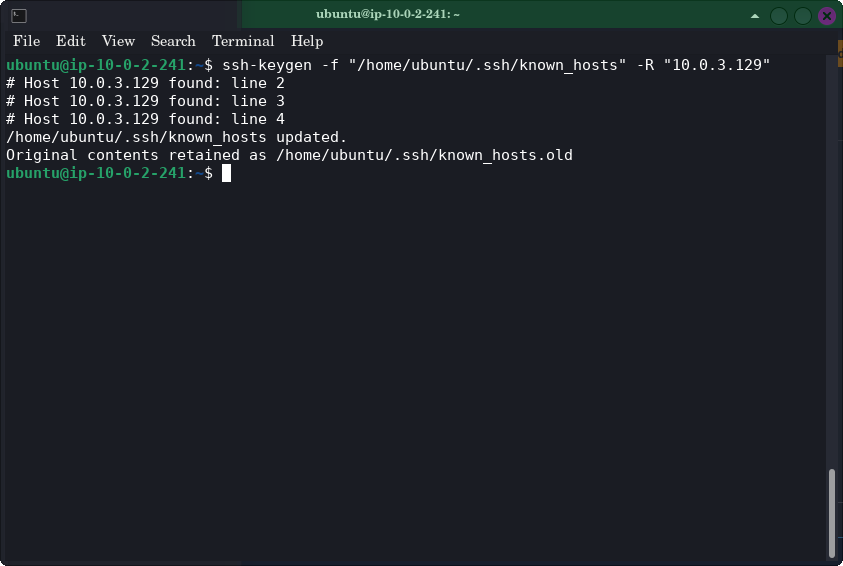 ubuntu@ip-10-0-2-241: ~
File Edit View Search Terminal Help
ubuntu@ip-10-0-2-241:~$ ssh-keygen -f "/home/ubuntu/.ssh/known_hosts" -R "10.0.3.129"
# Host 10.0.3.129 found: line 2
# Host 10.0.3.129 found: line 3
# Host 10.0.3.129 found: line 4
/home/ubuntu/.ssh/known_hosts updated.
Original contents retained as /home/ubuntu/.ssh/known_hosts.old
ubuntu@ip-10-0-2-241:~$